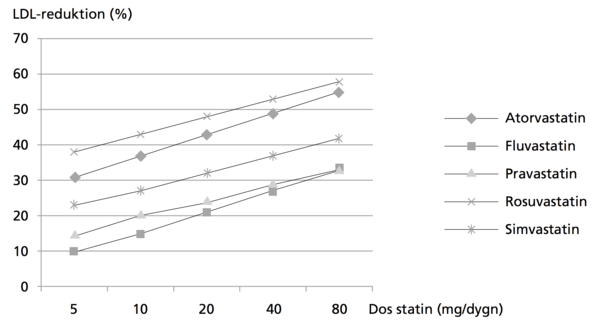 LDL-reduktion (%)
70
60
50
40
30
20
10
0
5 10 20 40 80 Dos statin (mg/dygn)
Atorvastatin
Fluvastatin
Pravastatin
Rosuvastatin
Simvastatin